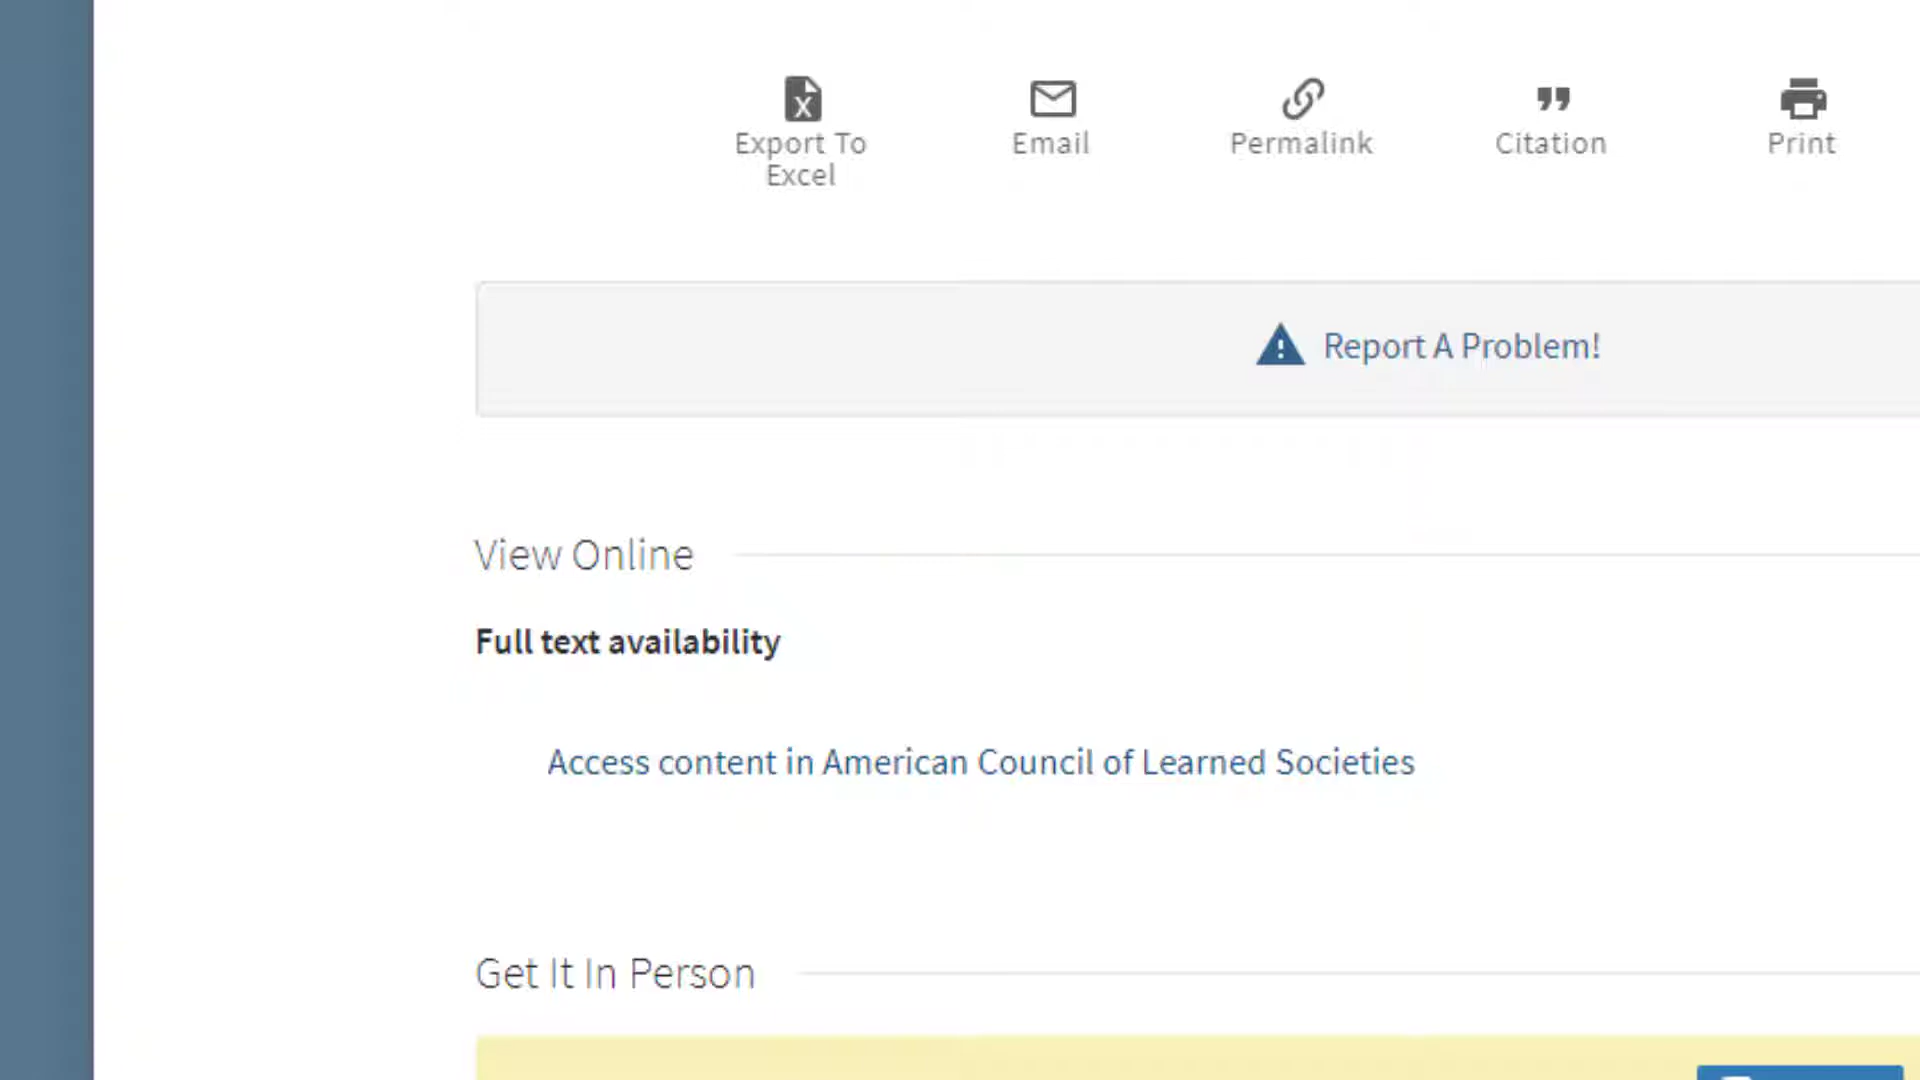 Export To
Excel
Email
Permalink
Citation
Print
Report A Problem!
View Online
Full text availability
Access content in American Council of Learned Societies
Get It In Person